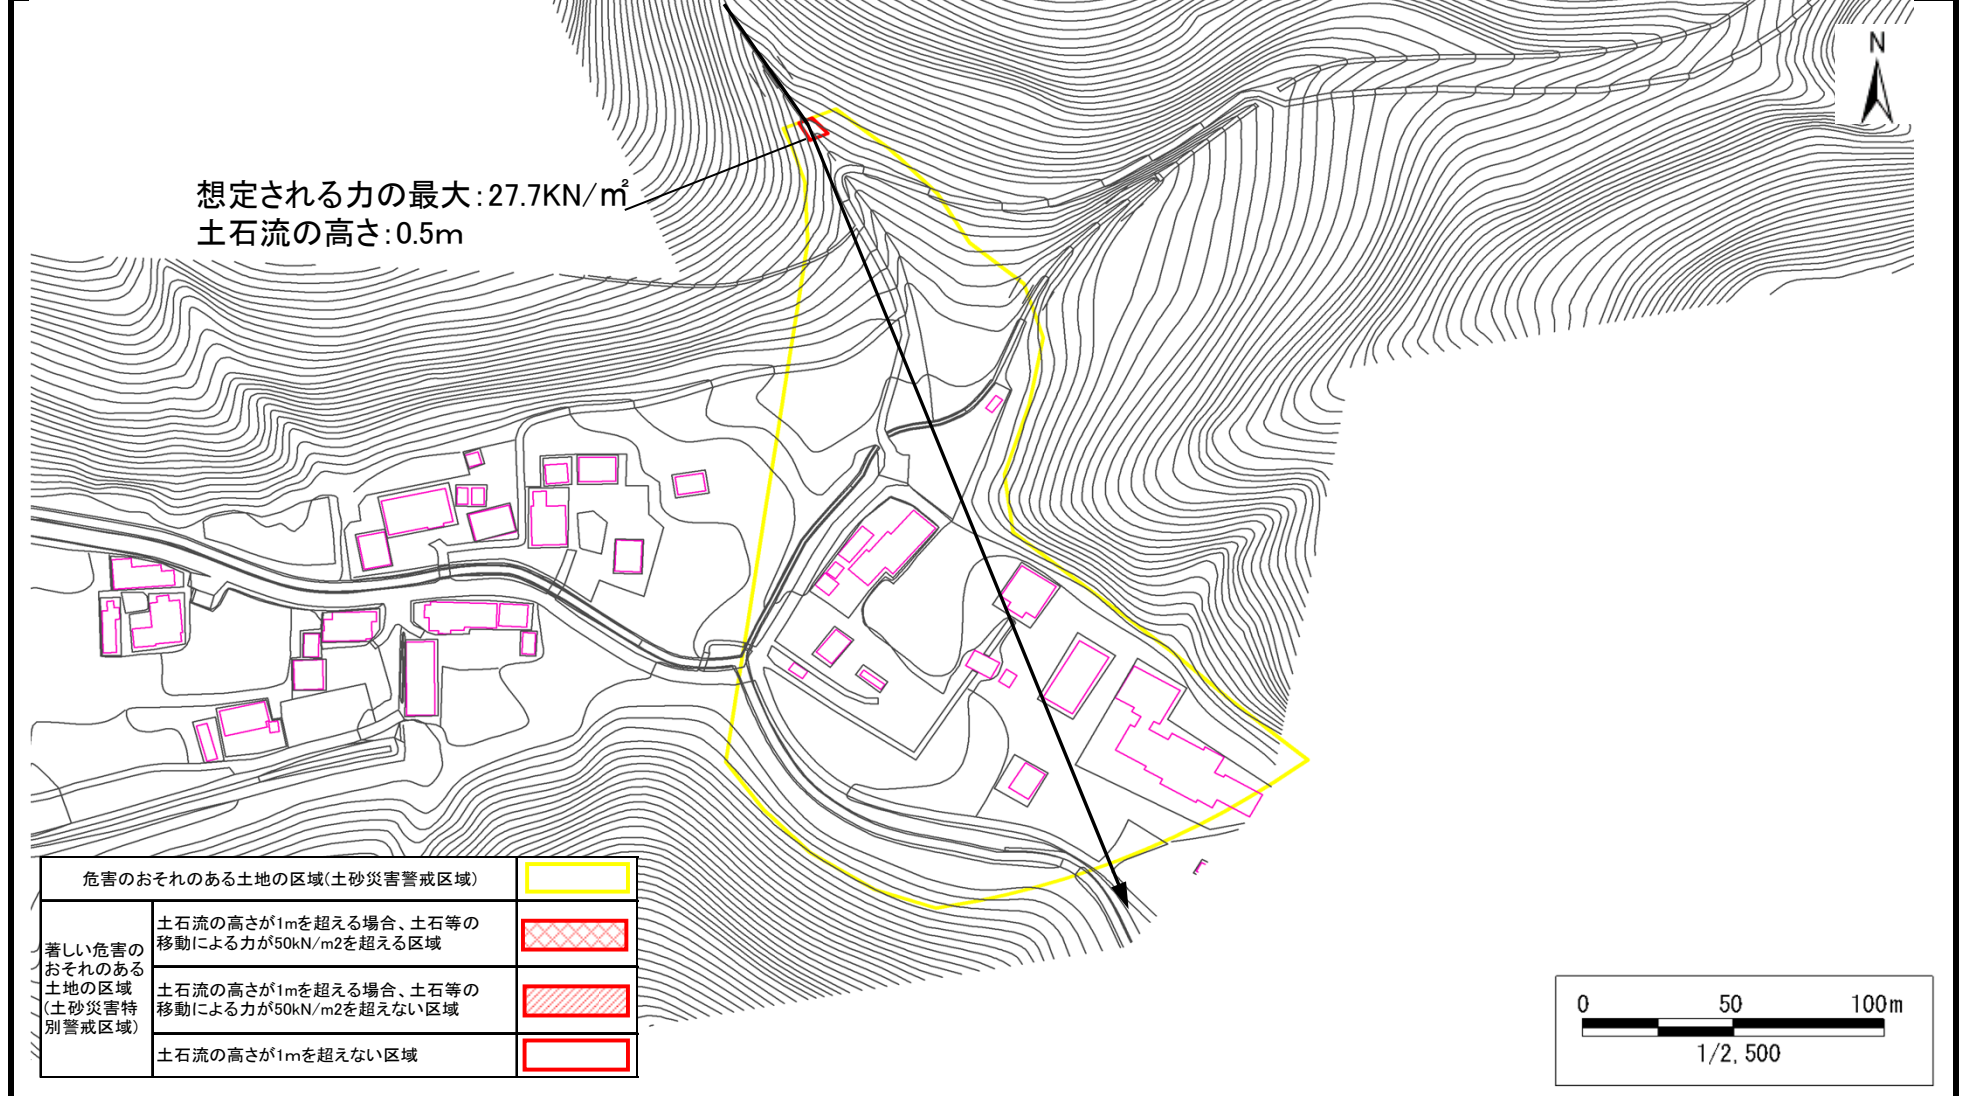 N
想定される力の最大:27.7KN/㎡
土石流の高さ:0.5m
危害のおそれのある土地の区域(土砂災害警戒区域)
著しい危害の
おそれのある
土地の区域
(土砂災害特
別警戒区域)
土石流の高さが1mを超える場合、土石等の
移動による力が50kN/m2を超える区域
土石流の高さが1mを超える場合、土石等の
移動による力が50kN/m2を超えない区域
土石流の高さが1mを超えない区域
0 50 100m
1/2,500